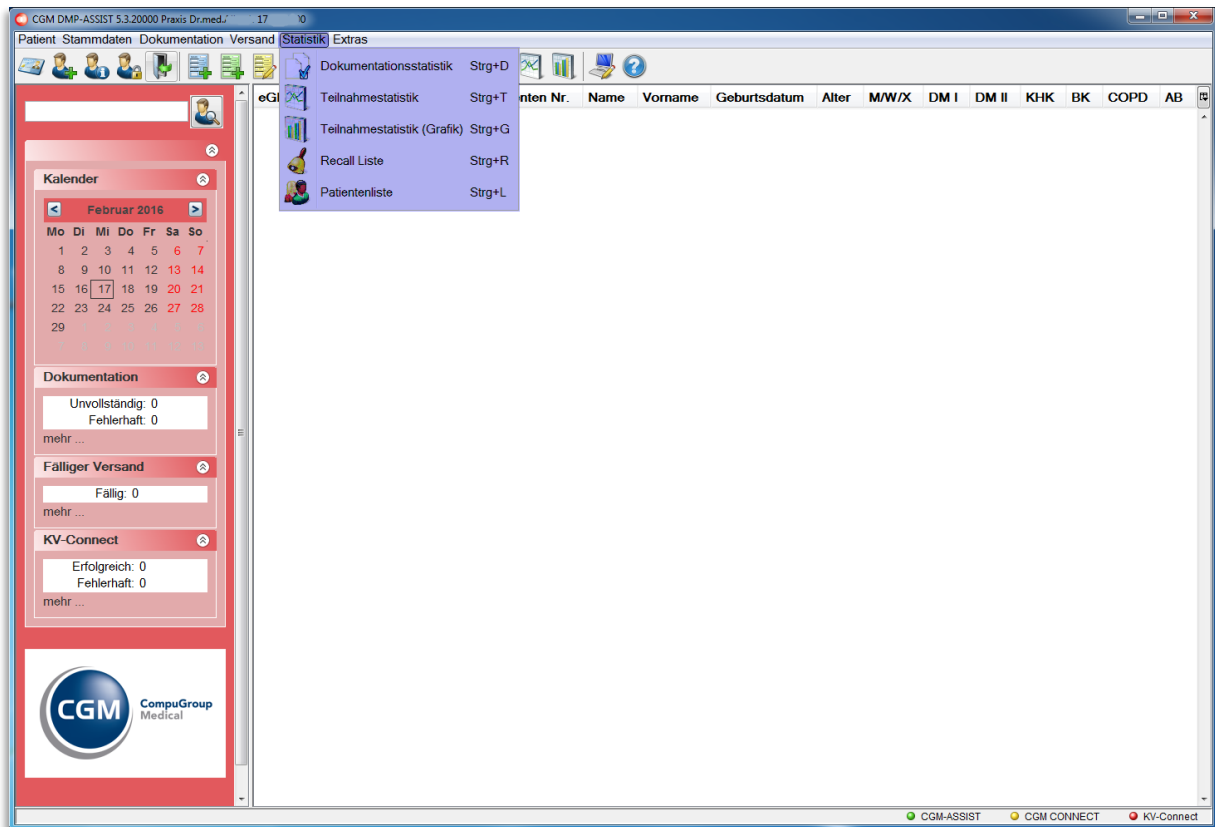 CGM DMP-ASSIST 5.3.20000 Praxis Dr.med. 17
Patient Stammdaten Dokumentation Versand Statistik Extras
Dokumentationsstatistik Strg+D
Teilnahmestatistik Strg+T
Teilnahmestatistik (Grafik) Strg+G
Recall Liste Strg+R
Patientenliste Strg+L
Nr. Name Vorname Geburtsdatum Alter M/W/X DM I DM II KHK BK COPD AB
Kalender
Februar 2016
Mo Di Mi Do Fr Sa So
1 2 3 4 5 6 7
8 9 10 11 12 13 14
15 16 17 18 19 20 21
22 23 24 25 26 27 28
29
Dokumentation
Unvollständig: 0
Fehlerhaft: 0
mehr ...
Fälliger Versand
Fällig: 0
mehr ...
KV-Connect
Erfolgreich: 0
Fehlerhaft: 0
mehr ...
CGM CompuGroup
Medical
CGM-ASSIST CGM CONNECT KV-Connect